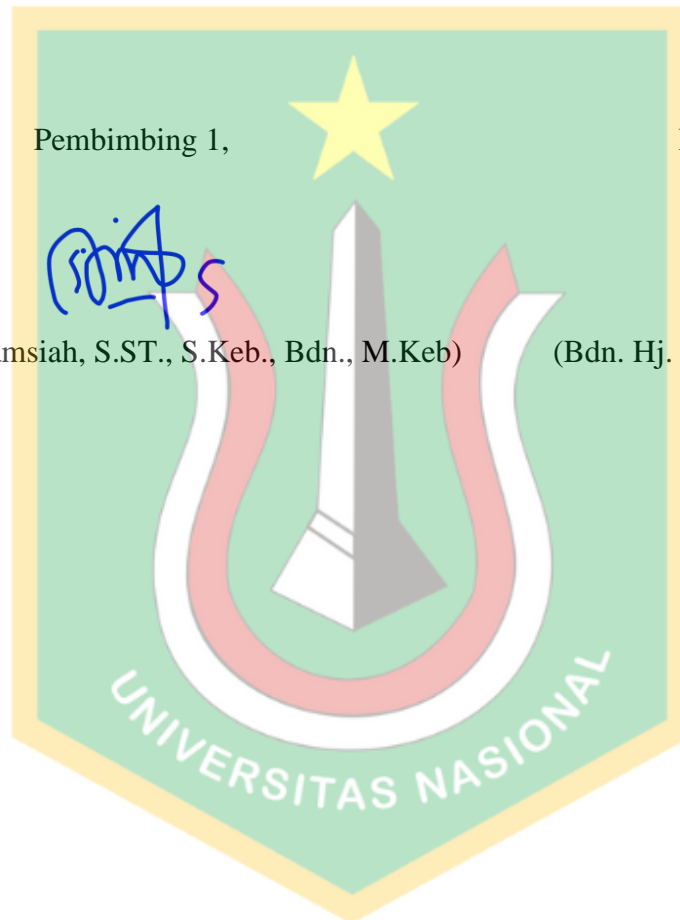 Pembimbing 1,
msiah, S.ST., S.Keb., Bdn., M.Keb) (Bdn. Hj.
UNIVERSITAS NASIONAL